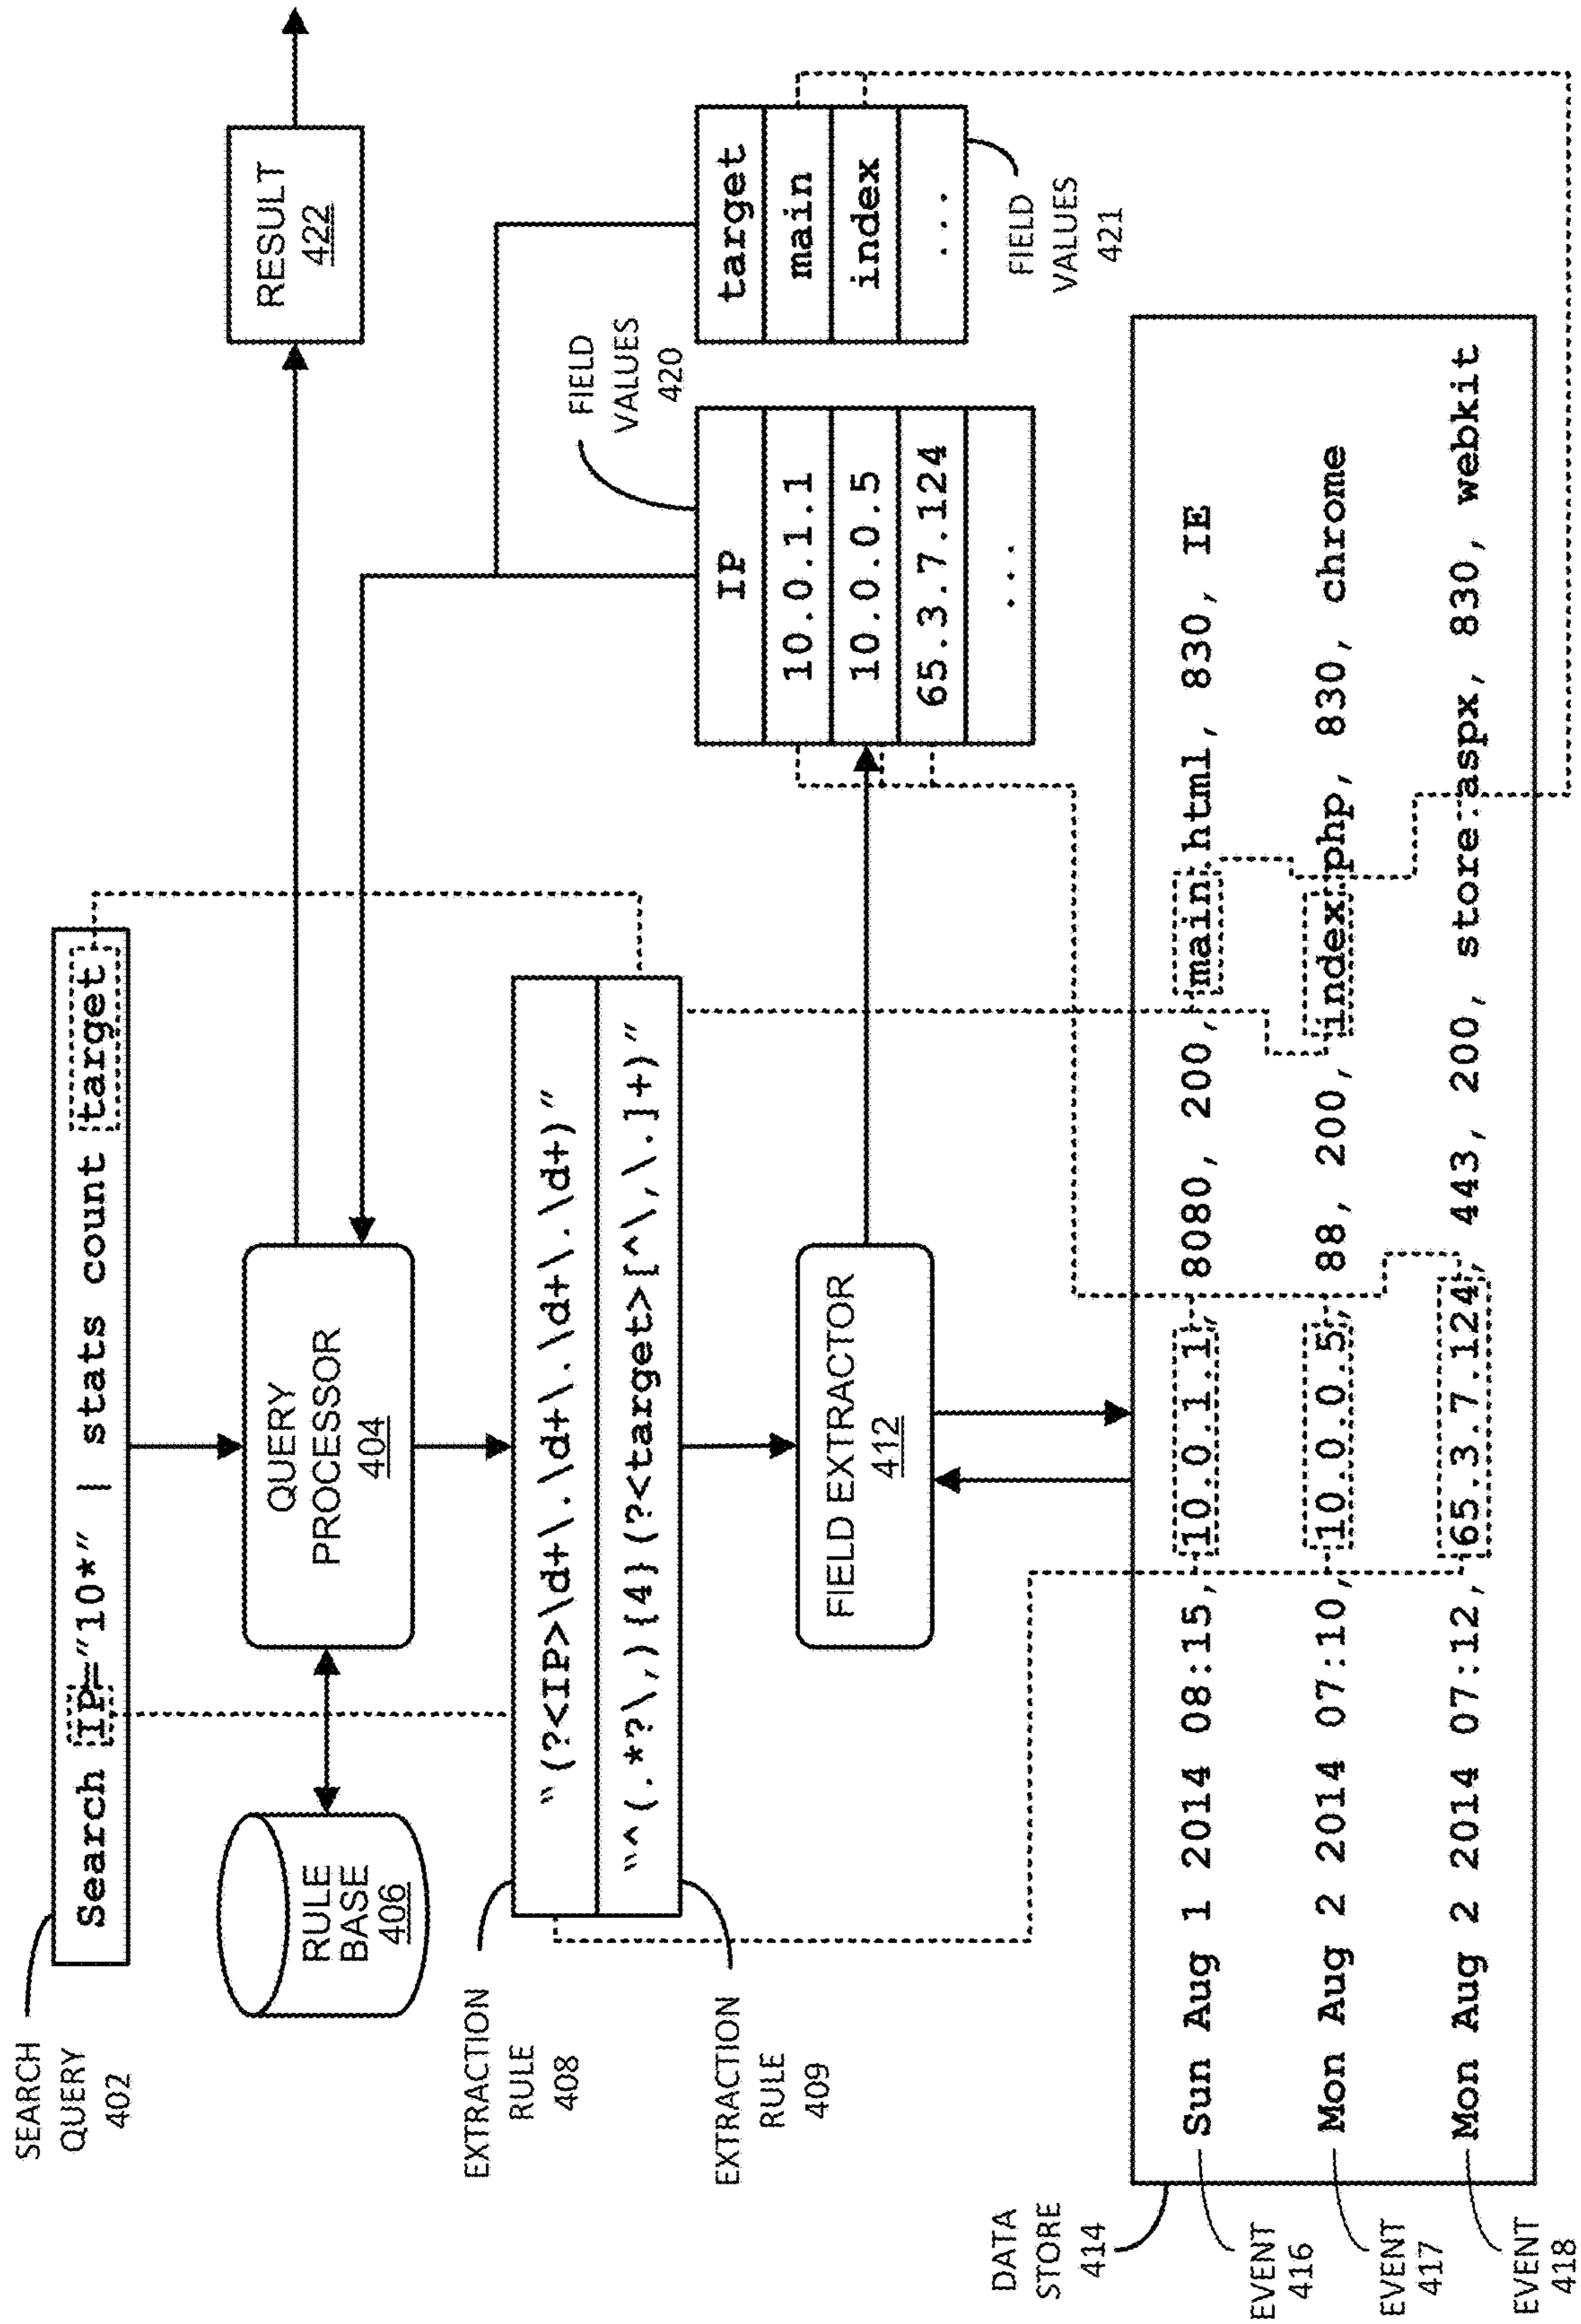 SEARCH
QUERY
402
Search IP="10*" | stats count target
RULE
BASE
406
QUERY
PROCESSOR
404
RESULT
422
EXTRACTION
RULE
408
"(?<IP>\d+\.\d+\.\d+\.\d+)"
"^(.*?\,){4}(?<target>[^\,\.]+)"
EXTRACTION
RULE
409
FIELD EXTRACTOR
412
FIELD
VALUES
420
IP
10.0.1.1
10.0.0.5
65.3.7.124
...
target
main
index
...
FIELD
VALUES
421
DATA
STORE
414
Sun Aug 1 2014 08:15, 10.0.1.1, 8080, 200, main.html, 830, IE
EVENT
416
Mon Aug 2 2014 07:10, 10.0.0.5, 88, 200, index.php, 830, chrome
EVENT
417
Mon Aug 2 2014 07:12, 65.3.7.124, 443, 200, store.aspx, 830, webkit
EVENT
418